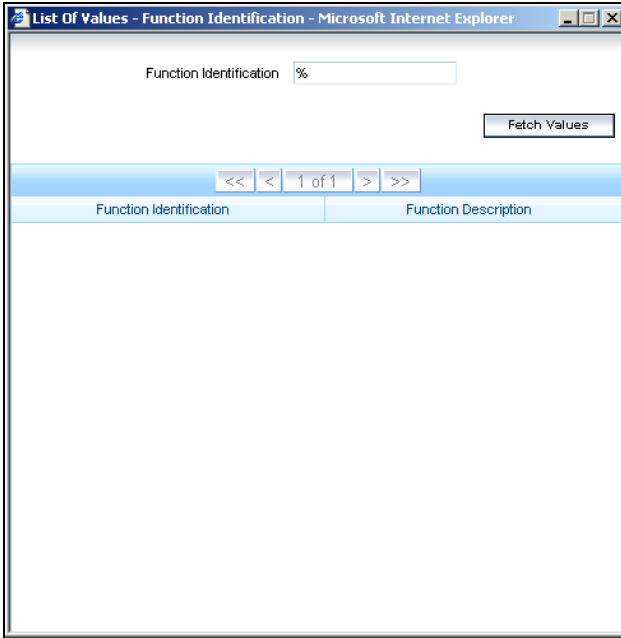 List Of Values - Function Identification - Microsoft Internet Explorer
Function Identification %
Fetch Values
<< < 1 of 1 > >>
Function Identification Function Description